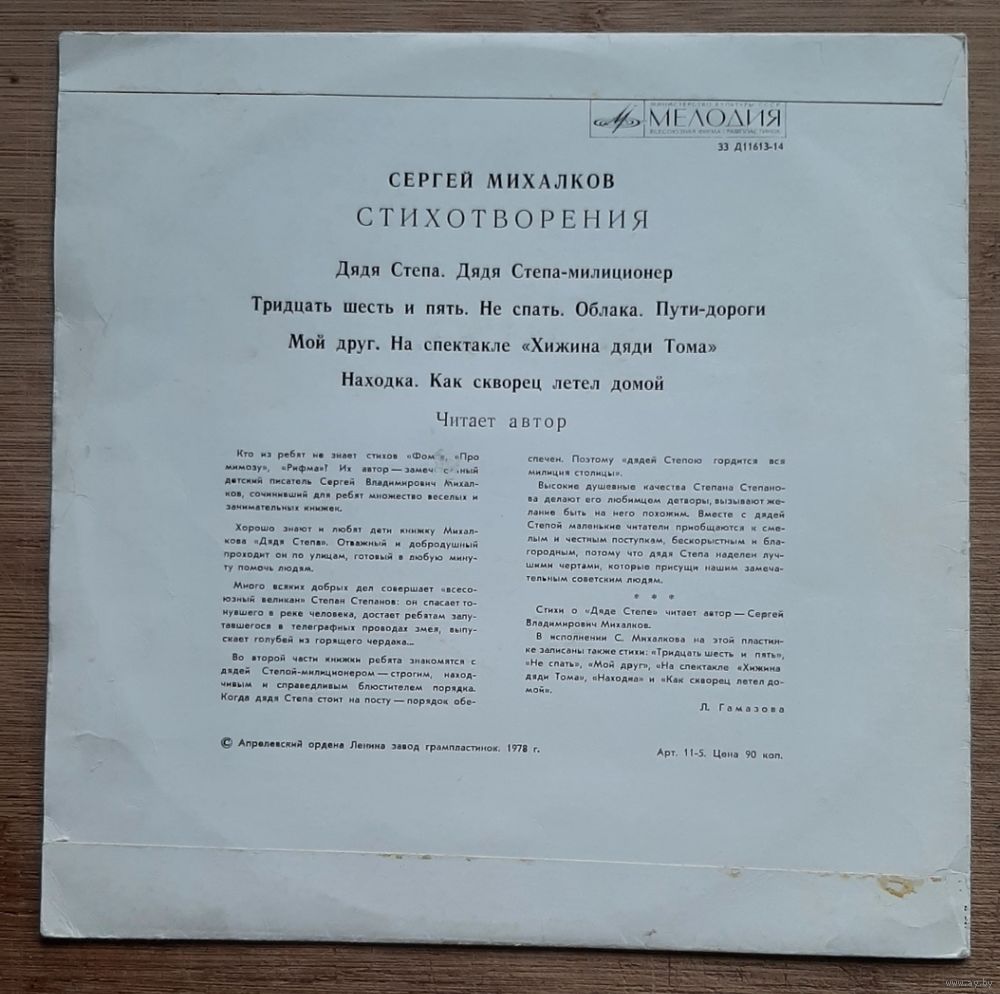 МИНИСТЕРСТВО КУЛЬТУРЫ СССР
МЕЛОДИЯ
ВСЕСОЮЗНАЯ ФИРМА ГРАМПЛАСТИНОК
33 Д11613-14
СЕРГЕЙ МИХАЛКОВ
СТИХОТВОРЕНИЯ
Дядя Степа. Дядя Степа-милиционер
Тридцать шесть и пять. Не спать. Облака. Пути-дороги
Мой друг. На спектакле «Хижина дяди Тома»
Находка. Как скворец летел домой
Читает автор
Кто из ребят не знает стихов «Фома», «Про
мимозу», «Рифма»? Их автор — замечательный
детский писатель Сергей Владимирович Михал-
ков, сочинивший для ребят множество веселых и
занимательных книжек.
Хорошо знают и любят дети книжку Михал-
кова «Дядя Степа». Отважный и добродушный
проходит он по улицам, готовый в любую мину-
ту помочь людям.
Много всяких добрых дел совершает «всесо-
юзный великан» Степан Степанов: он спасает то-
нувшего в реке человека, достает ребятам запу-
тавшегося в телеграфных проводах змея, выпу-
скает голубей из горящего чердака...
Во второй части книжки ребята знакомятся с
дядей Степой-милиционером — строгим, наход-
чивым и справедливым блюстителем порядка.
Когда дядя Степа стоит на посту — порядок обе-
спечен. Поэтому «дядей Степою гордится вся
милиция столицы».
Высокие душевные качества Степана Степано-
ва делают его любимцем детворы, вызывают же-
лание быть на него похожим. Вместе с дядей
Степой маленькие читатели приобщаются к сме-
лым и честным поступкам, бескорыстным и бла-
городным, потому что дядя Степа наделен луч-
шими чертами, которые присущи нашим замеча-
тельным советским людям.
* * *
Стихи о «Дяде Степе» читает автор — Сергей
Владимирович Михалков.
В исполнении С. Михалкова на этой пластин-
ке записаны также стихи: «Тридцать шесть и пять»,
«Не спать», «Мой друг», «На спектакле «Хижина
дяди Тома», «Находка» и «Как скворец летел до-
мой».
Л. Гамазова
© Апрелевский ордена Ленина завод грампластинок. 1978 г.
Арт. 11-5. Цена 90 коп.
www.ay.by